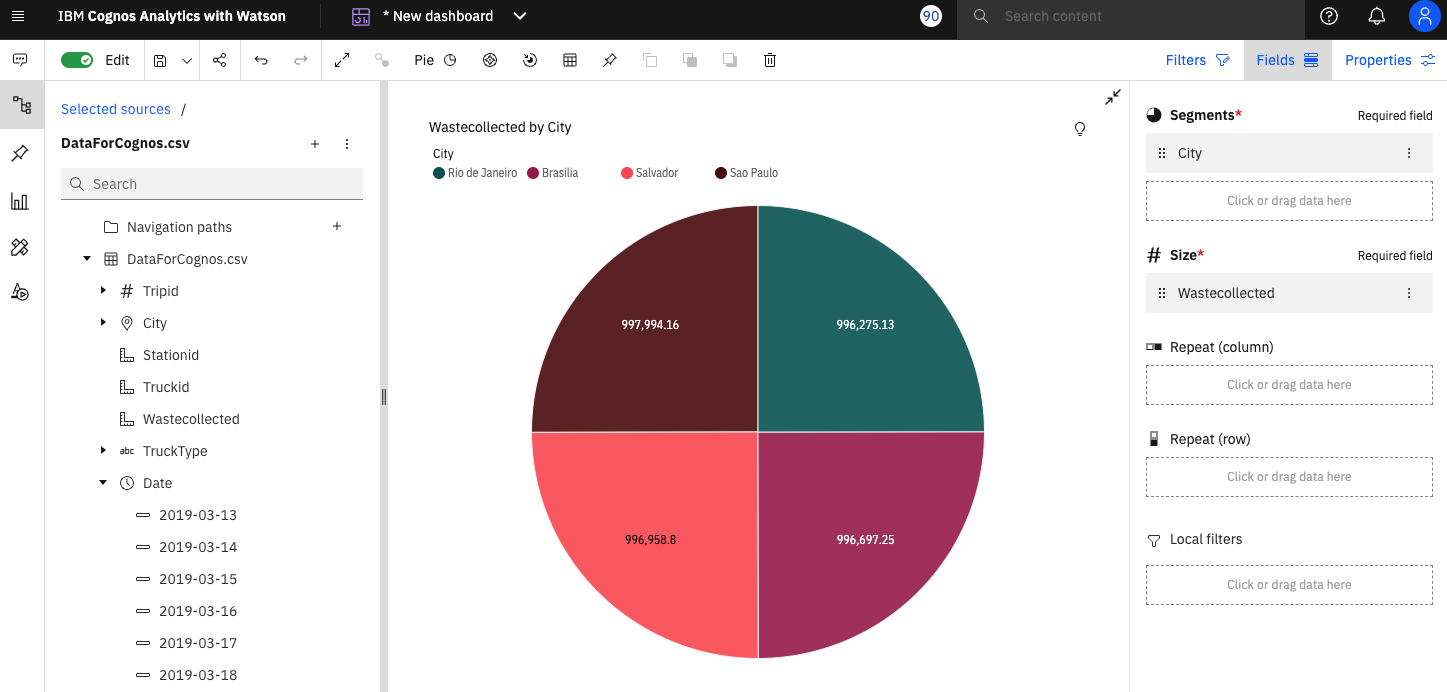 IBM Cognos Analytics with Watson
* New dashboard
90
Search content
Edit
Pie
Filters
Fields
Properties
Selected sources /
DataForCognos.csv
Search
Navigation paths
DataForCognos.csv
Tripid
City
Stationid
Truckid
Wastecollected
abc TruckType
Date
2019-03-13
2019-03-14
2019-03-15
2019-03-16
2019-03-17
2019-03-18
Wastecollected by City
City
Rio de Janeiro Brasilia Salvador Sao Paulo
997,994.16 996,275.13
996,958.8 996,697.25
Segments* Required field
City
Click or drag data here
# Size* Required field
Wastecollected
Repeat (column)
Click or drag data here
Repeat (row)
Click or drag data here
Local filters
Click or drag data here